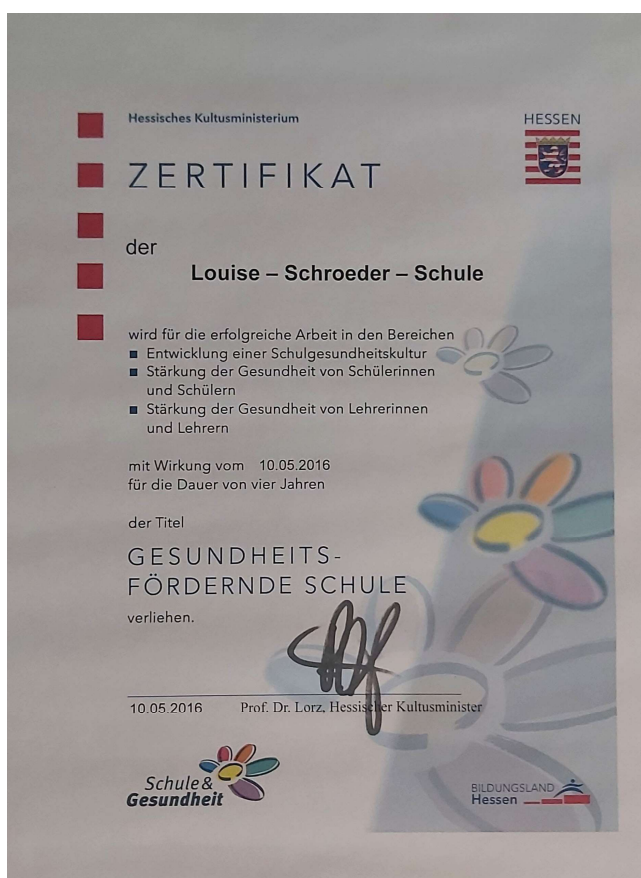 Hessisches Kultusministerium
HESSEN
ZERTIFIKAT
der
Louise – Schroeder – Schule
wird für die erfolgreiche Arbeit in den Bereichen
■ Entwicklung einer Schulgesundheitskultur
■ Stärkung der Gesundheit von Schülerinnen
und Schülern
■ Stärkung der Gesundheit von Lehrerinnen
und Lehrern
mit Wirkung vom 10.05.2016
für die Dauer von vier Jahren
der Titel
GESUNDHEITS-
FÖRDERNDE SCHULE
verliehen.
10.05.2016 Prof. Dr. Lorz, Hessischer Kultusminister
Schule &
Gesundheit
BILDUNGSLAND
Hessen